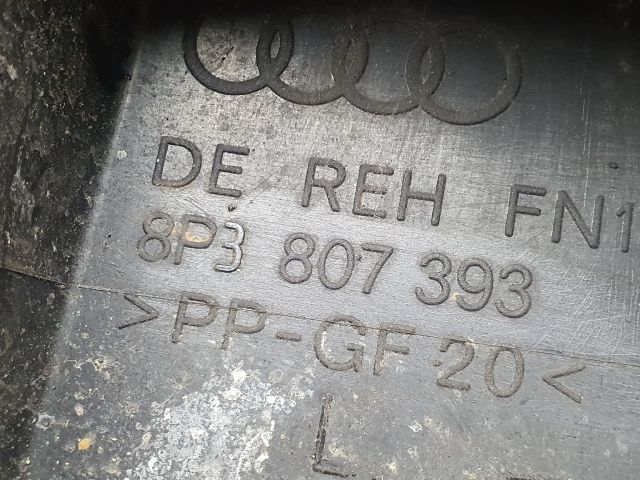 DE REH FN1
8P3 807 393
>PP-GF 20<
L